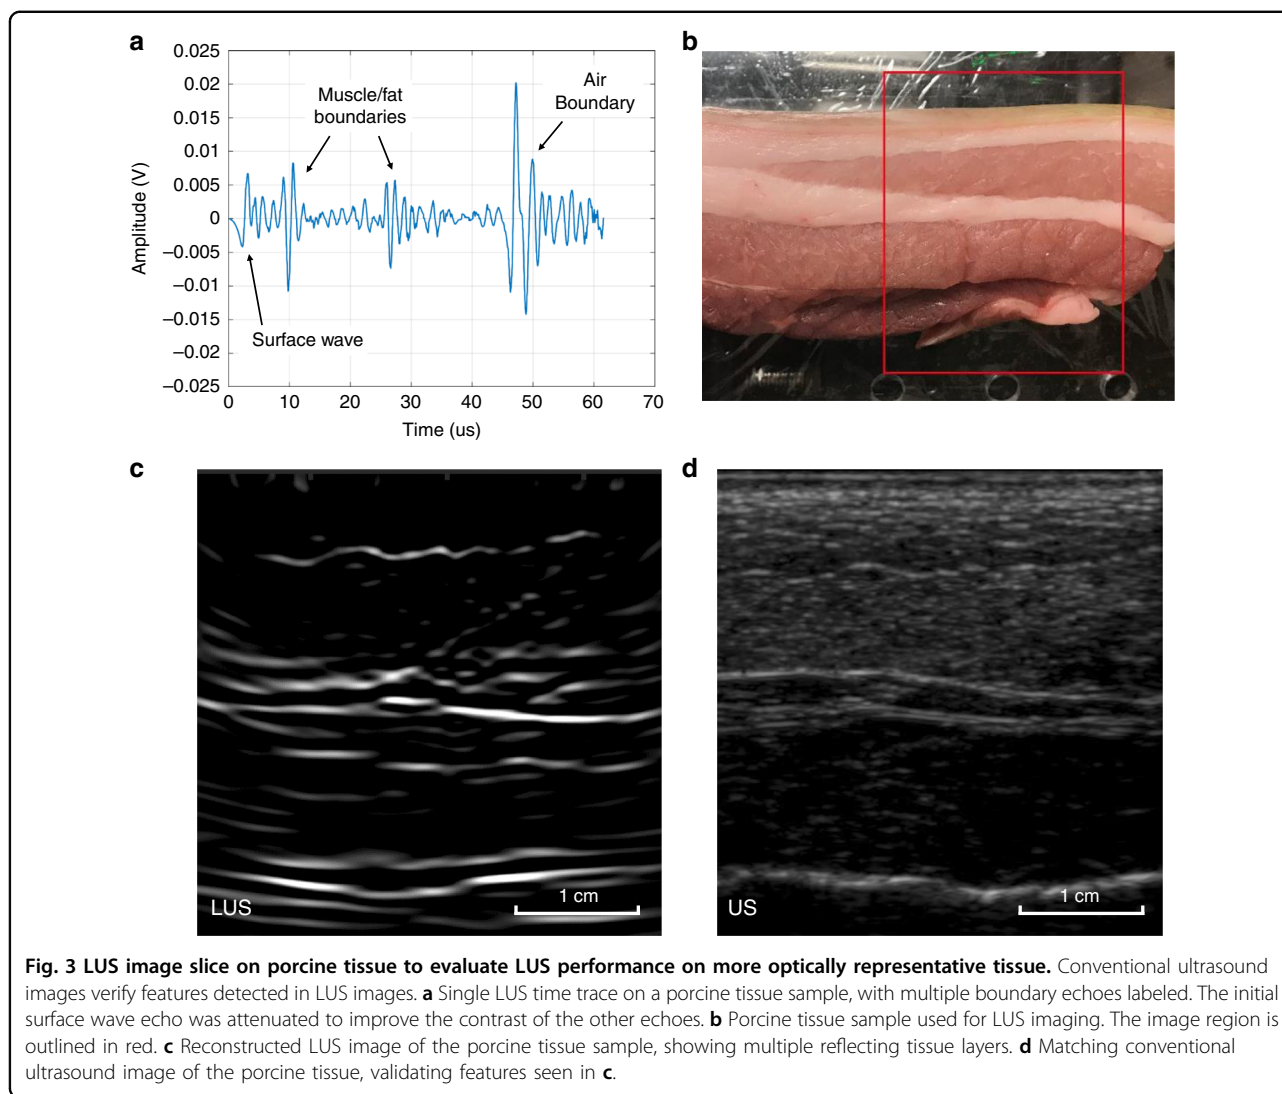 a
0.025
0.02
0.015
0.01
0.005
0
−0.005
−0.01
−0.015
−0.02
−0.025
Amplitude (V)
Muscle/fat
boundaries
Air
Boundary
Surface wave
0 10 20 30 40 50 60 70
Time (us)
b
c
LUS
1 cm
d
US
1 cm
Fig. 3 LUS image slice on porcine tissue to evaluate LUS performance on more optically representative tissue. Conventional ultrasound
images verify features detected in LUS images. a Single LUS time trace on a porcine tissue sample, with multiple boundary echoes labeled. The initial
surface wave echo was attenuated to improve the contrast of the other echoes. b Porcine tissue sample used for LUS imaging. The image region is
outlined in red. c Reconstructed LUS image of the porcine tissue sample, showing multiple reflecting tissue layers. d Matching conventional
ultrasound image of the porcine tissue, validating features seen in c.